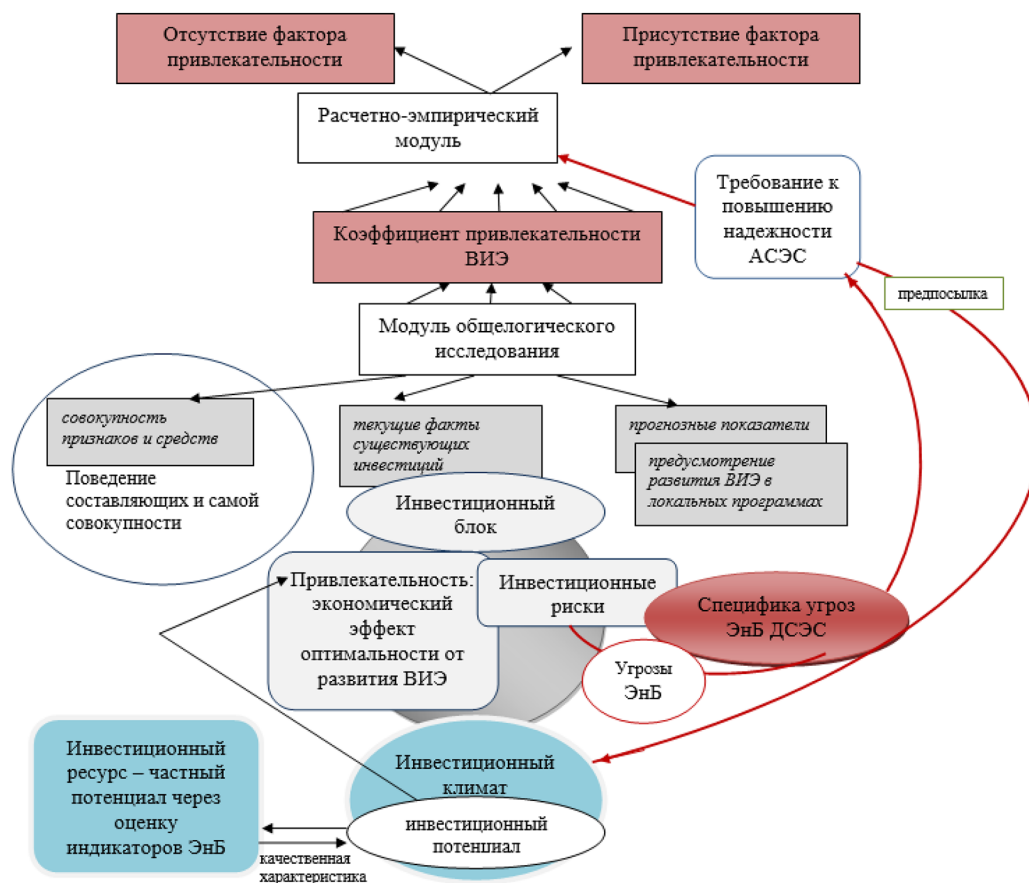 Отсутствие фактора
привлекательности
Присутствие фактора
привлекательности
Расчетно-эмпирический
модуль
Требование к
повышению
надежности
АСЭС
Коэффициент привлекательности
ВИЭ
предпосылка
Модуль общелогического
исследования
совокупность
признаков и средств
Поведение
составляющих и самой
совокупности
текущие факты
существующих
инвестиций
прогнозные показатели
предусмотрение
развития ВИЭ в
локальных программах
Инвестиционный
блок
Привлекательность:
экономический
эффект
оптимальности от
развития ВИЭ
Инвестиционные
риски
Специфика угроз
ЭнБ ДСЭС
Угрозы
ЭнБ
Инвестиционный
ресурс – частный
потенциал через
оценку
индикаторов ЭнБ
Инвестиционный
климат
инвестиционный
потенциал
качественная
характеристика